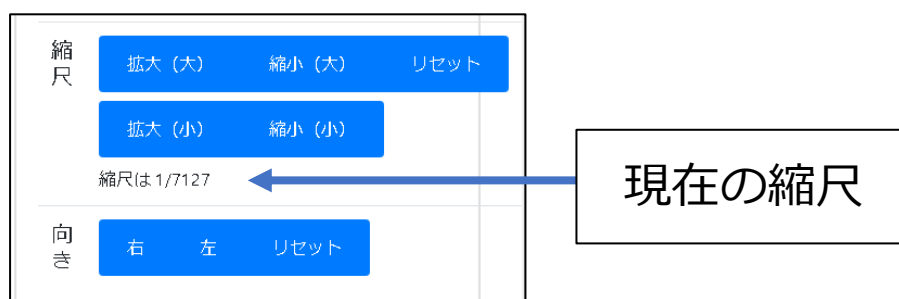 縮尺
拡大（大） 縮小（大） リセット
拡大（小） 縮小（小）
縮尺は1/7127
現在の縮尺
向き
右 左 リセット